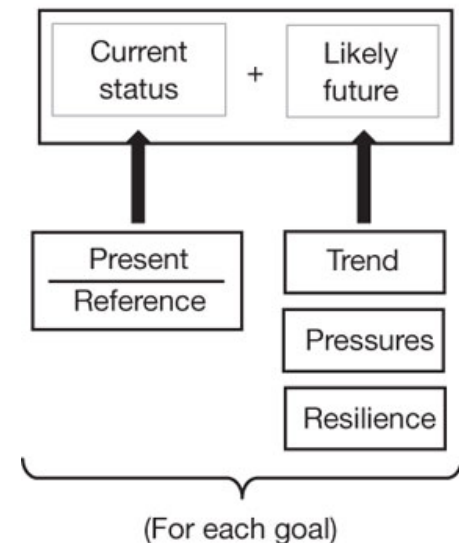 Current
status
+
Likely
future
Present
Reference
Trend
Pressures
Resilience
(For each goal)